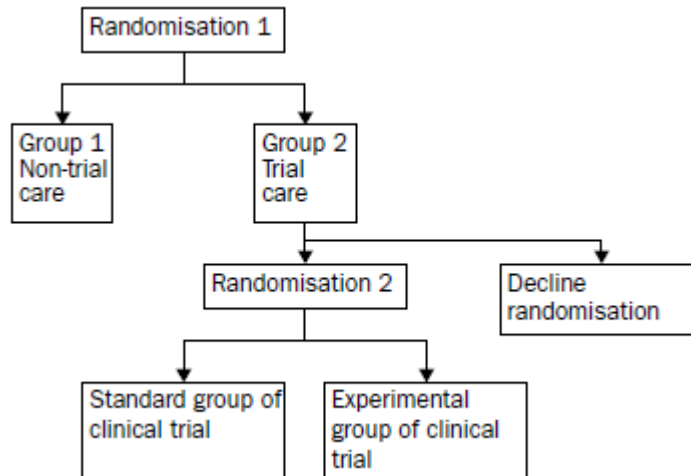 Randomisation 1
Group 1
Non-trial
care
Group 2
Trial
care
Randomisation 2
Decline
randomisation
Standard group of
clinical trial
Experimental
group of clinical
trial